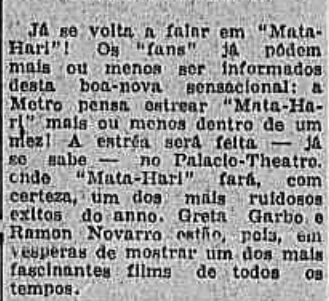 Já se volta a falar em "Mata-
Hari"! Os "fans" já pódem
mais ou menos ser informados
desta boa-nova sensacional: a
Metro pensa estrear "Mata-Ha-
ri" mais ou menos dentro de um
mez! A estréa será feita — já
se sabe — no Palacio-Theatro.
onde "Mata-Hari" fará, com
certeza, um dos mais ruidosos
exitos do anno. Greta Garbo e
Ramon Novarro estão, pois, em
vesperas de mostrar um dos mais
fascinantes films de todos os
tempos.